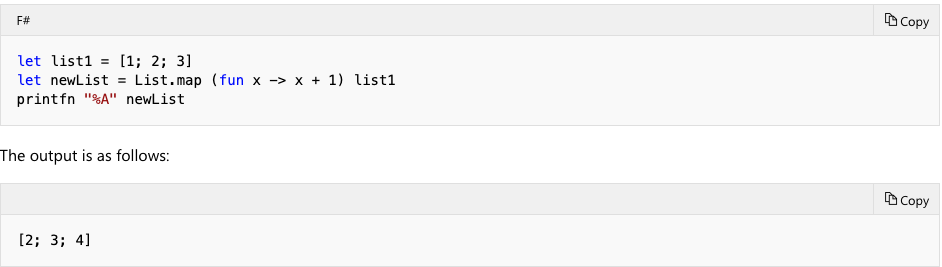 F#
Copy
let list1 = [1; 2; 3]
let newList = List.map (fun x -> x + 1) list1
printfn "%A" newList
The output is as follows:
Copy
[2; 3; 4]